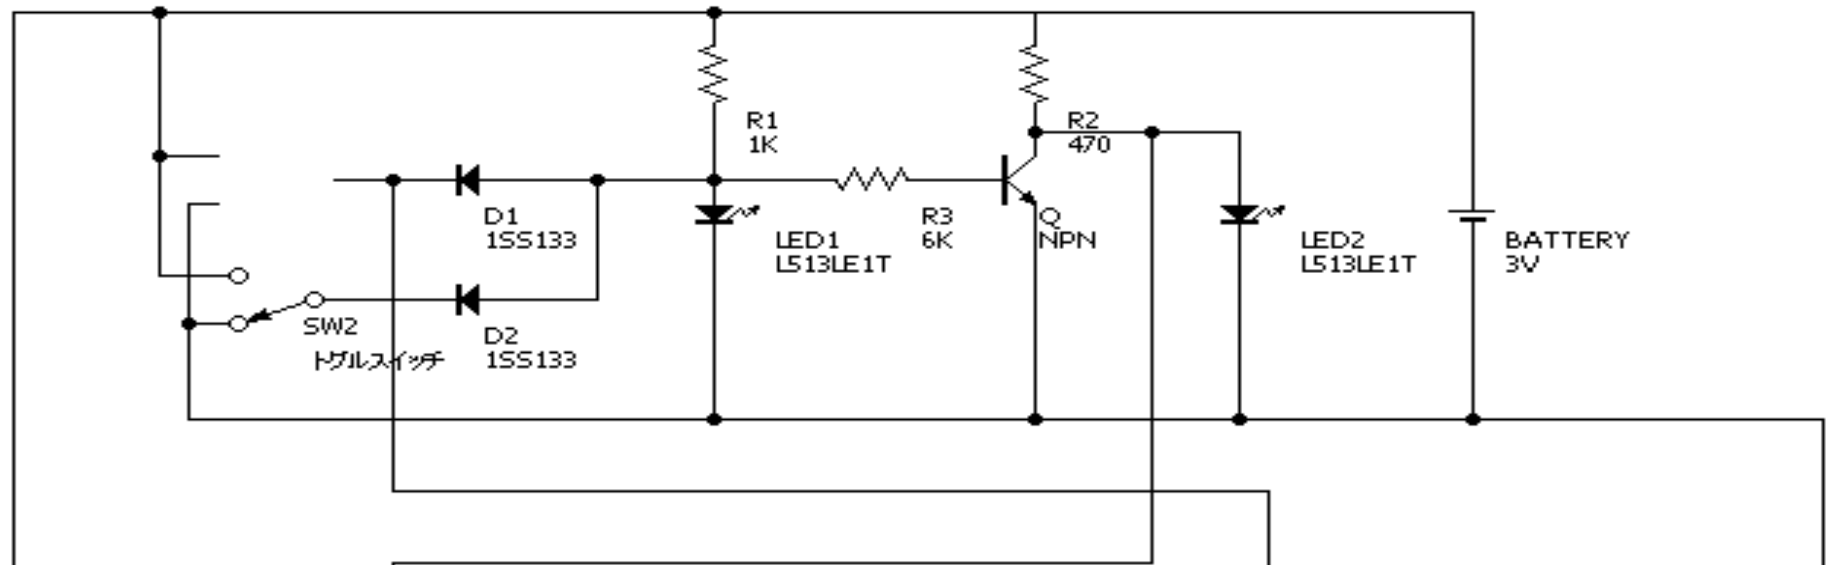 R1
1K
R2
470
D1
1SS133
R3
6K
Q
NPN
LED1
L513LE1T
LED2
L513LE1T
BATTERY
3V
SW2
トグルスイッチ
D2
1SS133